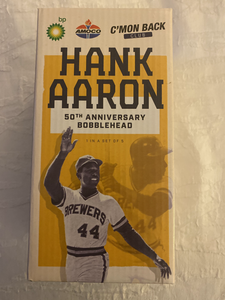 bp
AMOCO
C'MON BACK
CLUB
HANK
AARON
50TH ANNIVERSARY
BOBBLEHEAD
BREWERS
44